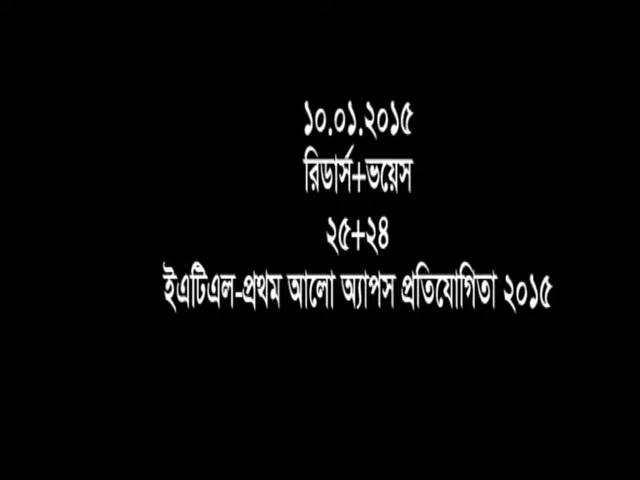 ১০.০১.২০১৫
রিডার্স+ভয়েস
২৫+২৪
ইএটিএল-প্রথম আলো অ্যাপস প্রতিযোগিতা ২০১৫